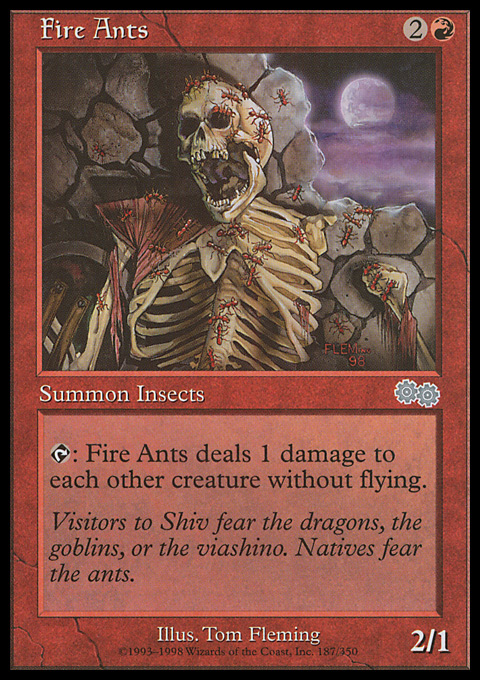 Fire Ants
2
FLEMing
98
Summon Insects
: Fire Ants deals 1 damage to
each other creature without flying.
Visitors to Shiv fear the dragons, the
goblins, or the viashino. Natives fear
the ants.
Illus. Tom Fleming
©1993–1998 Wizards of the Coast, Inc. 187/350
2/1